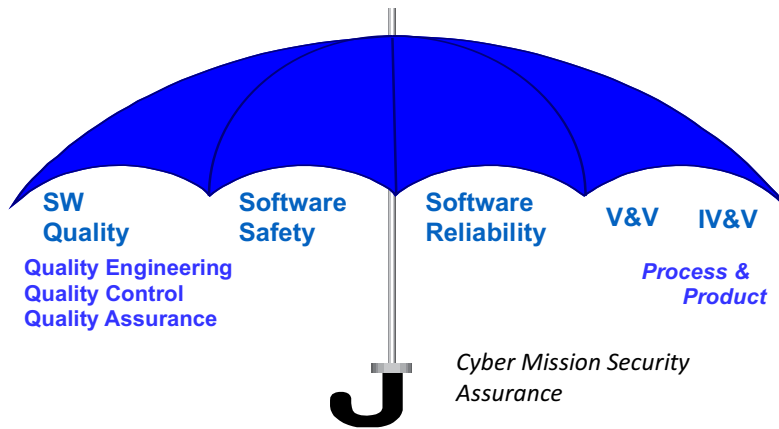 SW
Quality
Software
Safety
Software
Reliability
V&V
IV&V
Quality Engineering
Quality Control
Quality Assurance
Process &
Product
Cyber Mission Security
Assurance